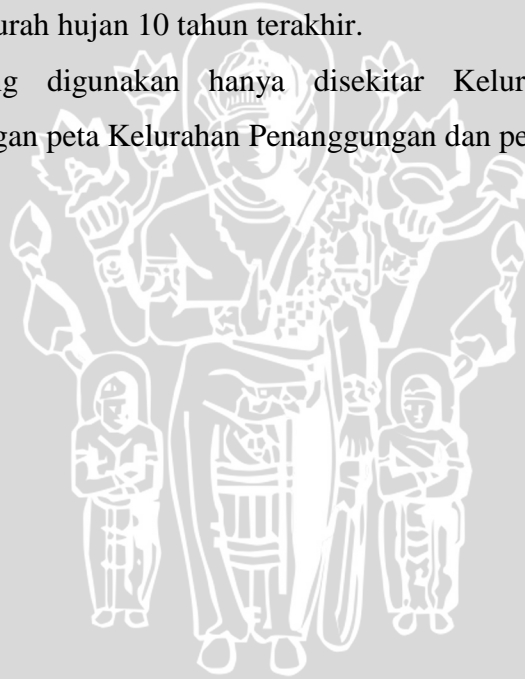 urah hujan 10 tahun terakhir.
g digunakan hanya disekitar Kelur
gan peta Kelurahan Penanggungan dan pe